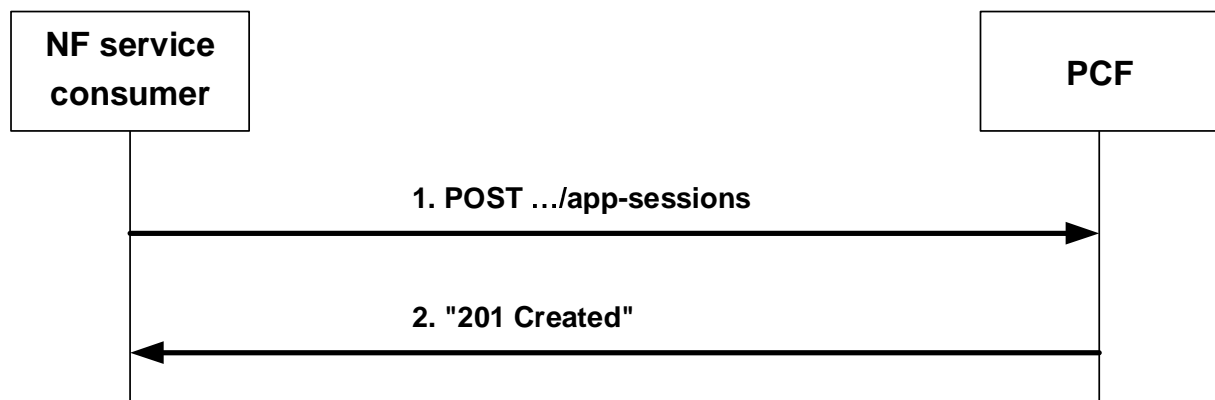 NF service
consumer
PCF
1. POST …/app-sessions
2. "201 Created"